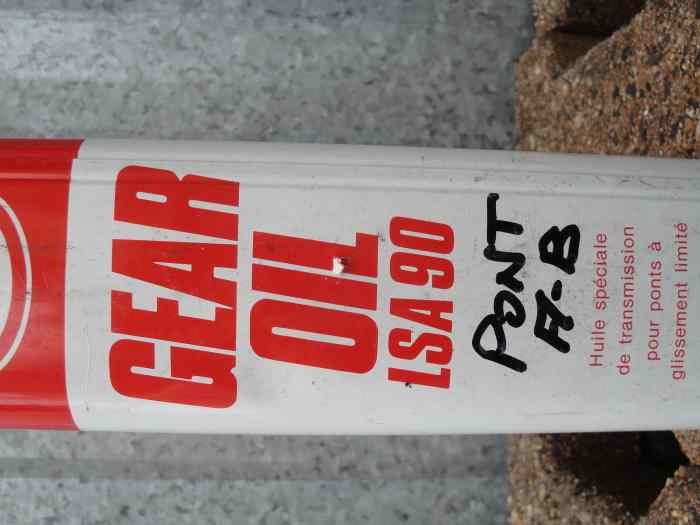 GEAR
OIL
LSA 90
PONT
A-B
Huile spéciale
de transmission
pour ponts à
glissement limité